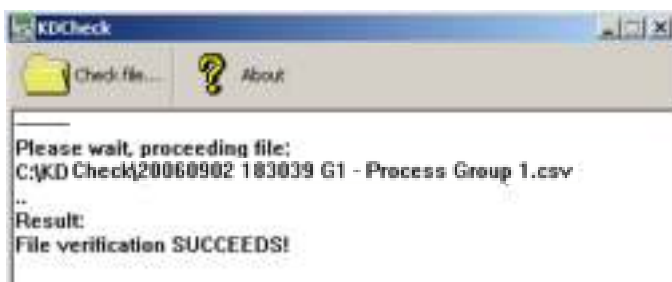 KDCheck
Check file....
About
Please wait, proceeding file:
C:\KD Check\20060902 183039 G1 - Process Group 1.csv
..
Result:
File verification SUCCEEDS!